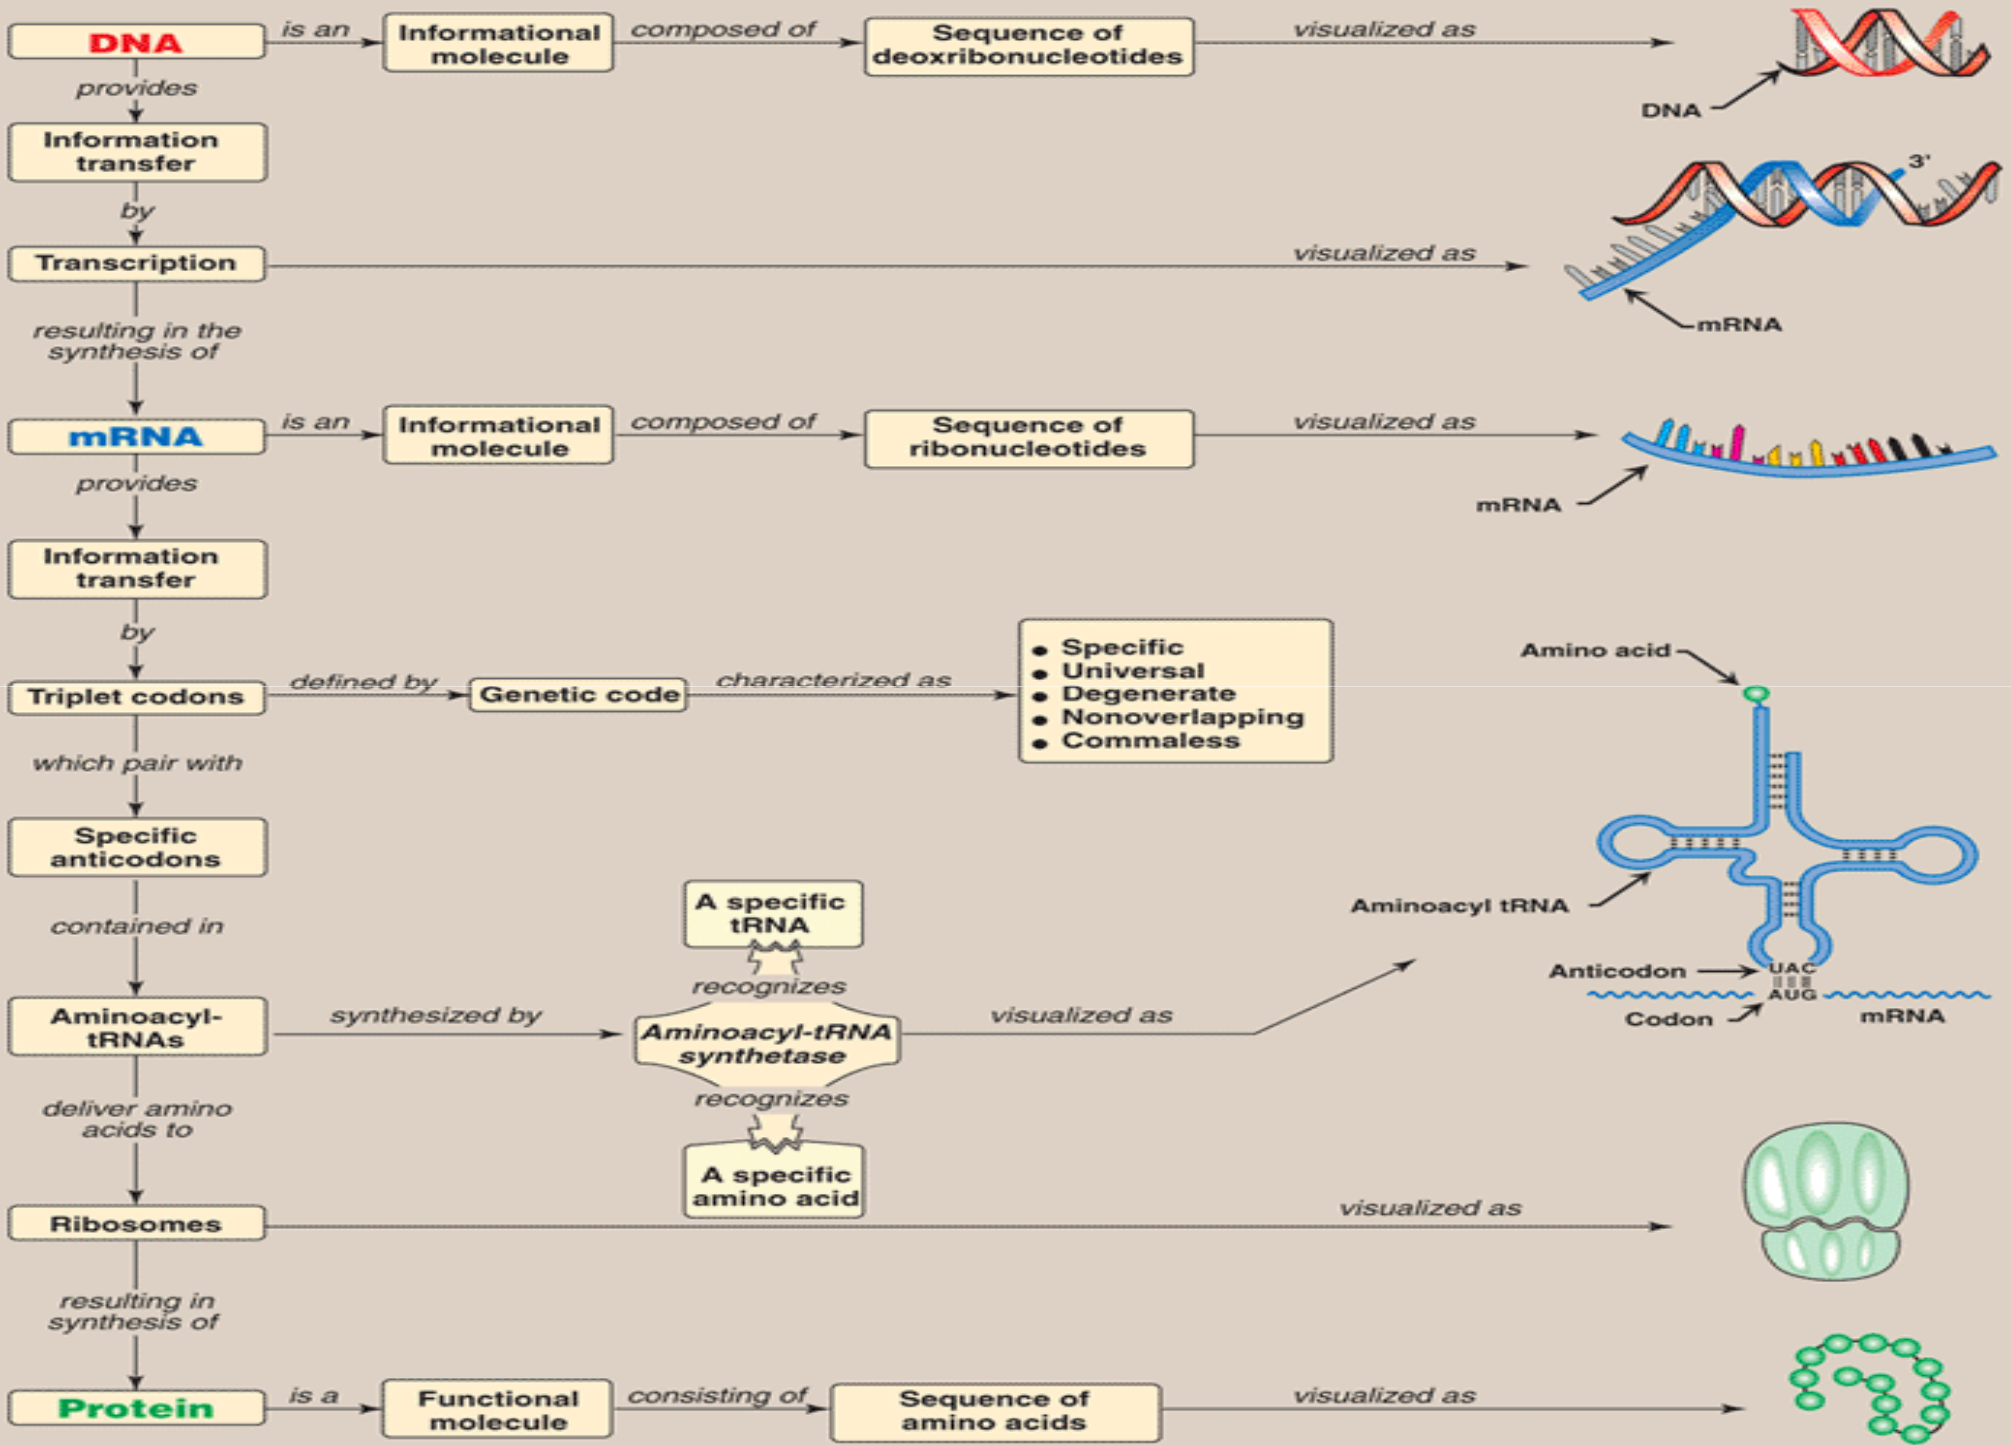 DNA
is an
Informational
molecule
composed of
Sequence of
deoxribonucleotides
visualized as
DNA
provides
Information
transfer
by
3'
Transcription
visualized as
mRNA
resulting in the
synthesis of
mRNA
is an
Informational
molecule
composed of
Sequence of
ribonucleotides
visualized as
mRNA
provides
Information
transfer
by
Triplet codons
defined by
Genetic code
characterized as
• Specific
• Universal
• Degenerate
• Nonoverlapping
• Commaless
Amino acid
which pair with
Specific
anticodons
contained in
A specific
tRNA
recognizes
Aminoacyl-
tRNAs
synthesized by
Aminoacyl-tRNA
synthetase
visualized as
recognizes
A specific
amino acid
Aminoacyl tRNA
Anticodon
UAC
AUG
Codon
mRNA
deliver amino
acids to
Ribosomes
visualized as
resulting in
synthesis of
Protein
is a
Functional
molecule
consisting of
Sequence of
amino acids
visualized as